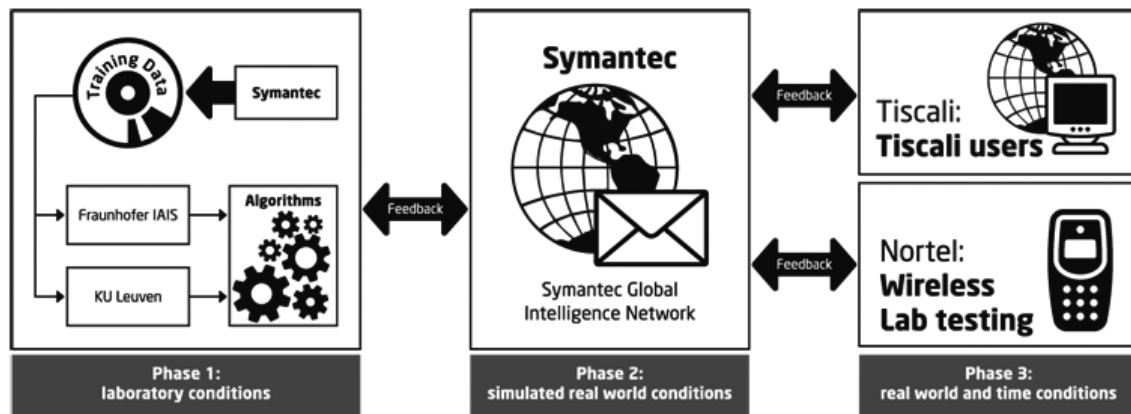 Training Data
Symantec
Fraunhofer IAIS
Algorithms
KU Leuven
Phase 1:
laboratory conditions
Feedback
Symantec
Symantec Global
Intelligence Network
Phase 2:
simulated real world conditions
Feedback
Feedback
Tiscali:
Tiscali users
Nortel:
Wireless
Lab testing
Phase 3:
real world and time conditions